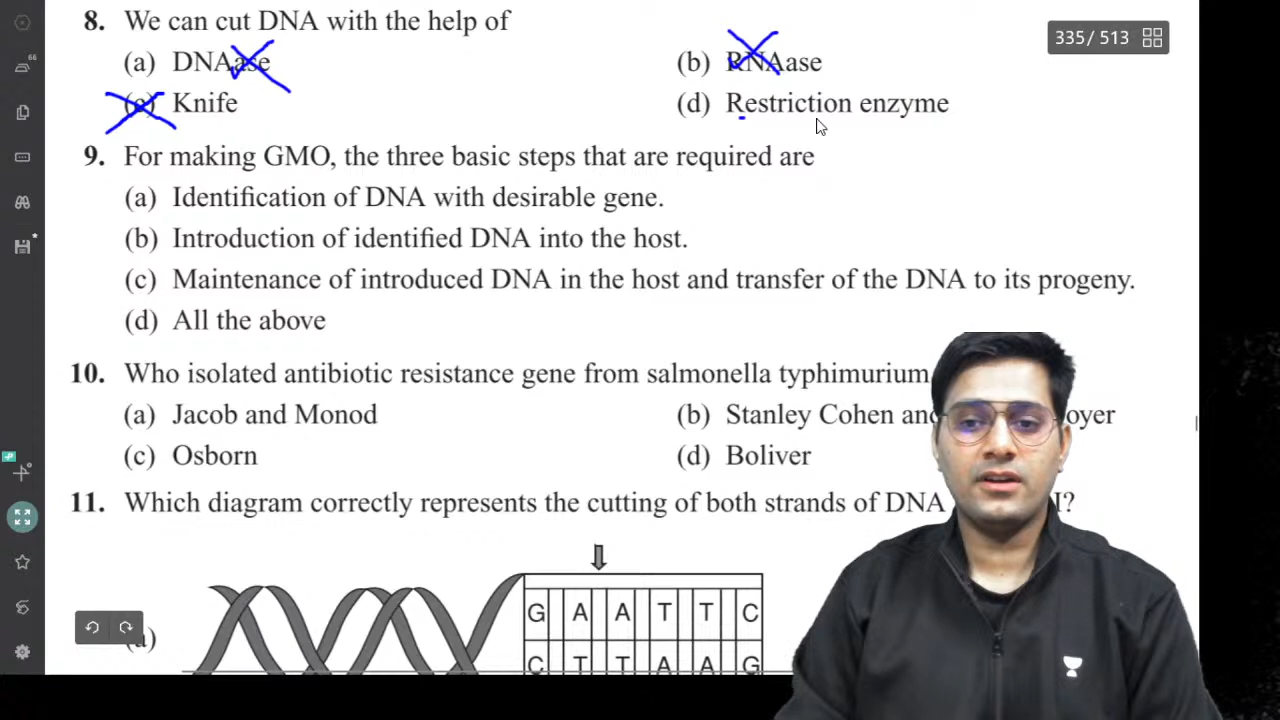 335 / 513
8. We can cut DNA with the help of
(a) DNAase (b) RNAase
(c) Knife (d) Restriction enzyme
9. For making GMO, the three basic steps that are required are
(a) Identification of DNA with desirable gene.
(b) Introduction of identified DNA into the host.
(c) Maintenance of introduced DNA in the host and transfer of the DNA to its progeny.
(d) All the above
10. Who isolated antibiotic resistance gene from salmonella typhimurium
(a) Jacob and Monod (b) Stanley Cohen and
(c) Osborn (d) Boliver
11. Which diagram correctly represents the cutting of both strands of DNA
G A A T T C
C T T A A G